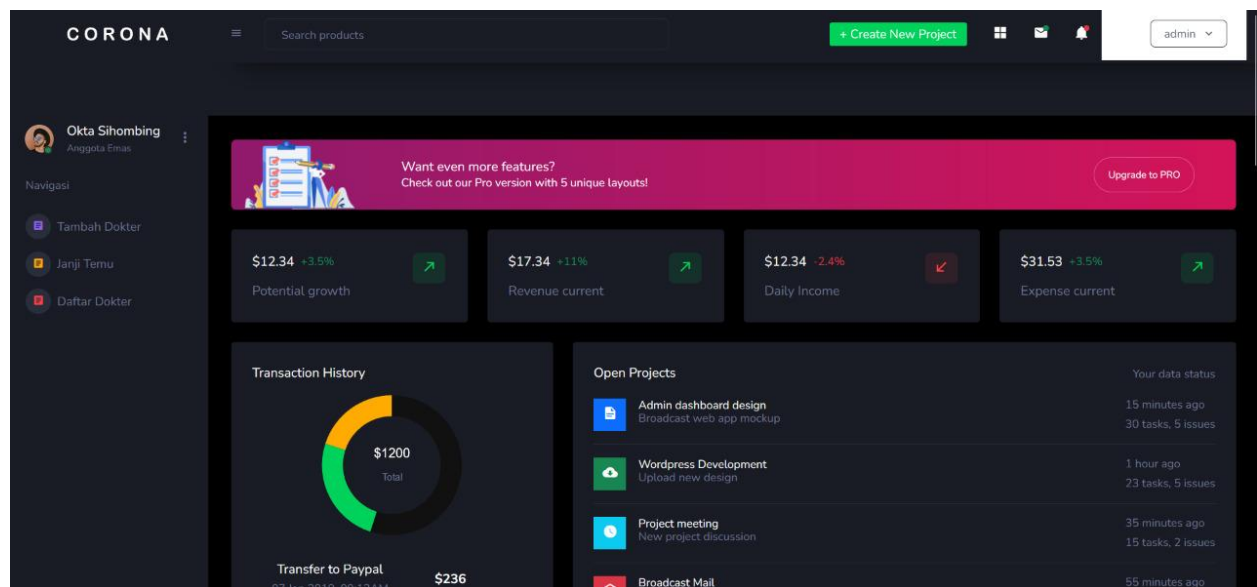 CORONA
Search products
+ Create New Project
admin
Okta Sihombing
Anggota Emas
Navigasi
Tambah Dokter
Janji Temu
Daftar Dokter
Want even more features?
Check out our Pro version with 5 unique layouts!
Upgrade to PRO
$12.34 +3.5%
Potential growth
$17.34 +11%
Revenue current
$12.34 -2.4%
Daily Income
$31.53 +3.5%
Expense current
Transaction History
$1200
Total
Transfer to Paypal
$236
Open Projects
Your data status
Admin dashboard design
Broadcast web app mockup
15 minutes ago
30 tasks, 5 issues
Wordpress Development
Upload new design
1 hour ago
23 tasks, 5 issues
Project meeting
New project discussion
35 minutes ago
15 tasks, 2 issues
Broadcast Mail
55 minutes ago